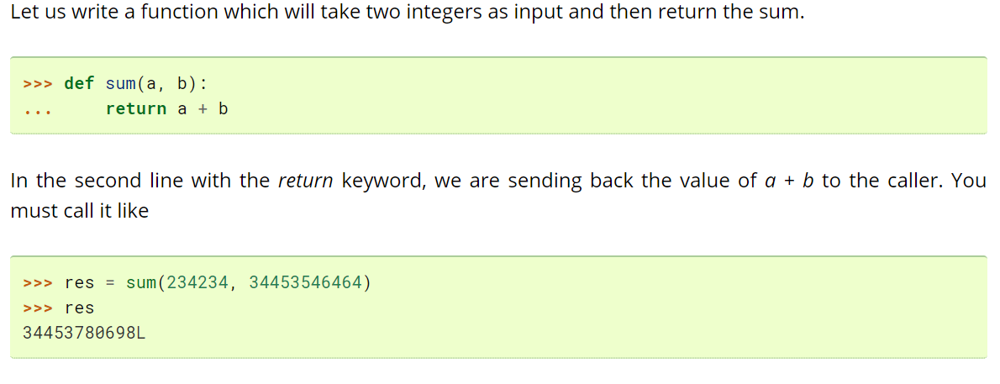 Let us write a function which will take two integers as input and then return the sum.
>>> def sum(a, b):
...     return a + b
In the second line with the return keyword, we are sending back the value of a + b to the caller. You
must call it like
>>> res = sum(234234, 34453546464)
>>> res
34453780698L